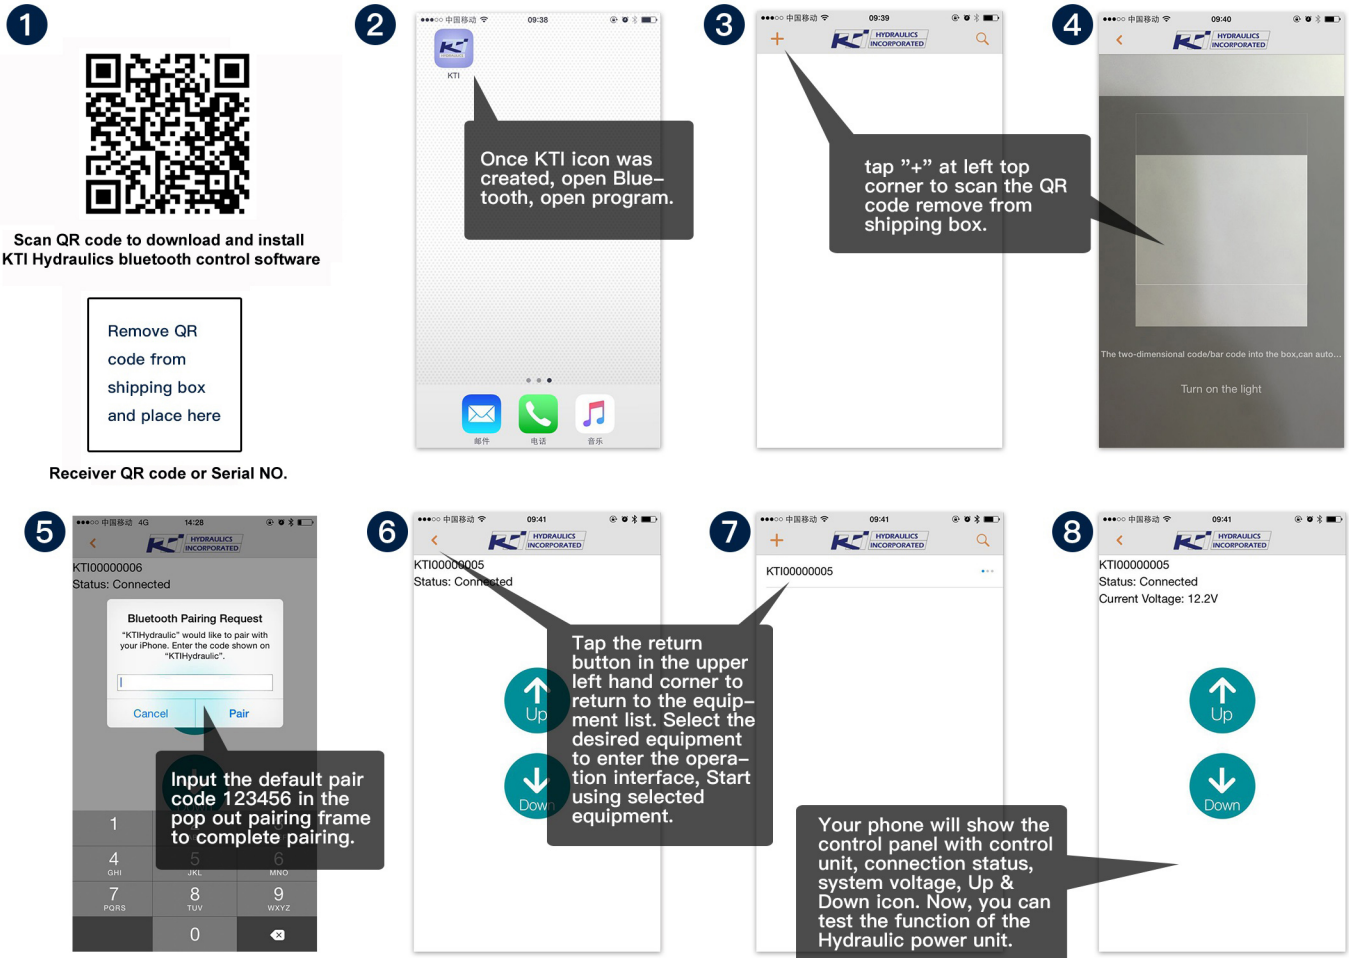 1
Scan QR code to download and install
KTI Hydraulics bluetooth control software
Remove QR
code from
shipping box
and place here
Receiver QR code or Serial NO.
2
中国移动
09:38
KTI
Once KTI icon was
created, open Blue-
tooth, open program.
邮件
电话
音乐
3
中国移动
09:39
HYDRAULICS
INCORPORATED
tap "+" at left top
corner to scan the QR
code remove from
shipping box.
4
中国移动
09:40
HYDRAULICS
INCORPORATED
The two-dimensional code/bar code into the box,can auto...
Turn on the light
5
中国移动 4G
14:28
HYDRAULICS
INCORPORATED
KTI00000006
Status: Connected
Bluetooth Pairing Request
"KTIHydraulic" would like to pair with
your iPhone. Enter the code shown on
"KTIHydraulic".
Cancel
Pair
Input the default pair
code 123456 in the
pop out pairing frame
to complete pairing.
1
4
GHI
5
JKL
6
MNO
7
PQRS
8
TUV
9
WXYZ
0
6
中国移动
09:41
HYDRAULICS
INCORPORATED
KTI00000005
Status: Connected
Up
Down
Tap the return
button in the upper
left hand corner to
return to the equip-
ment list. Select the
desired equipment
to enter the opera-
tion interface, Start
using selected
equipment.
7
中国移动
09:41
HYDRAULICS
INCORPORATED
KTI00000005
Your phone will show the
control panel with control
unit, connection status,
system voltage, Up &
Down icon. Now, you can
test the function of the
Hydraulic power unit.
8
中国移动
09:41
HYDRAULICS
INCORPORATED
KTI00000005
Status: Connected
Current Voltage: 12.2V
Up
Down